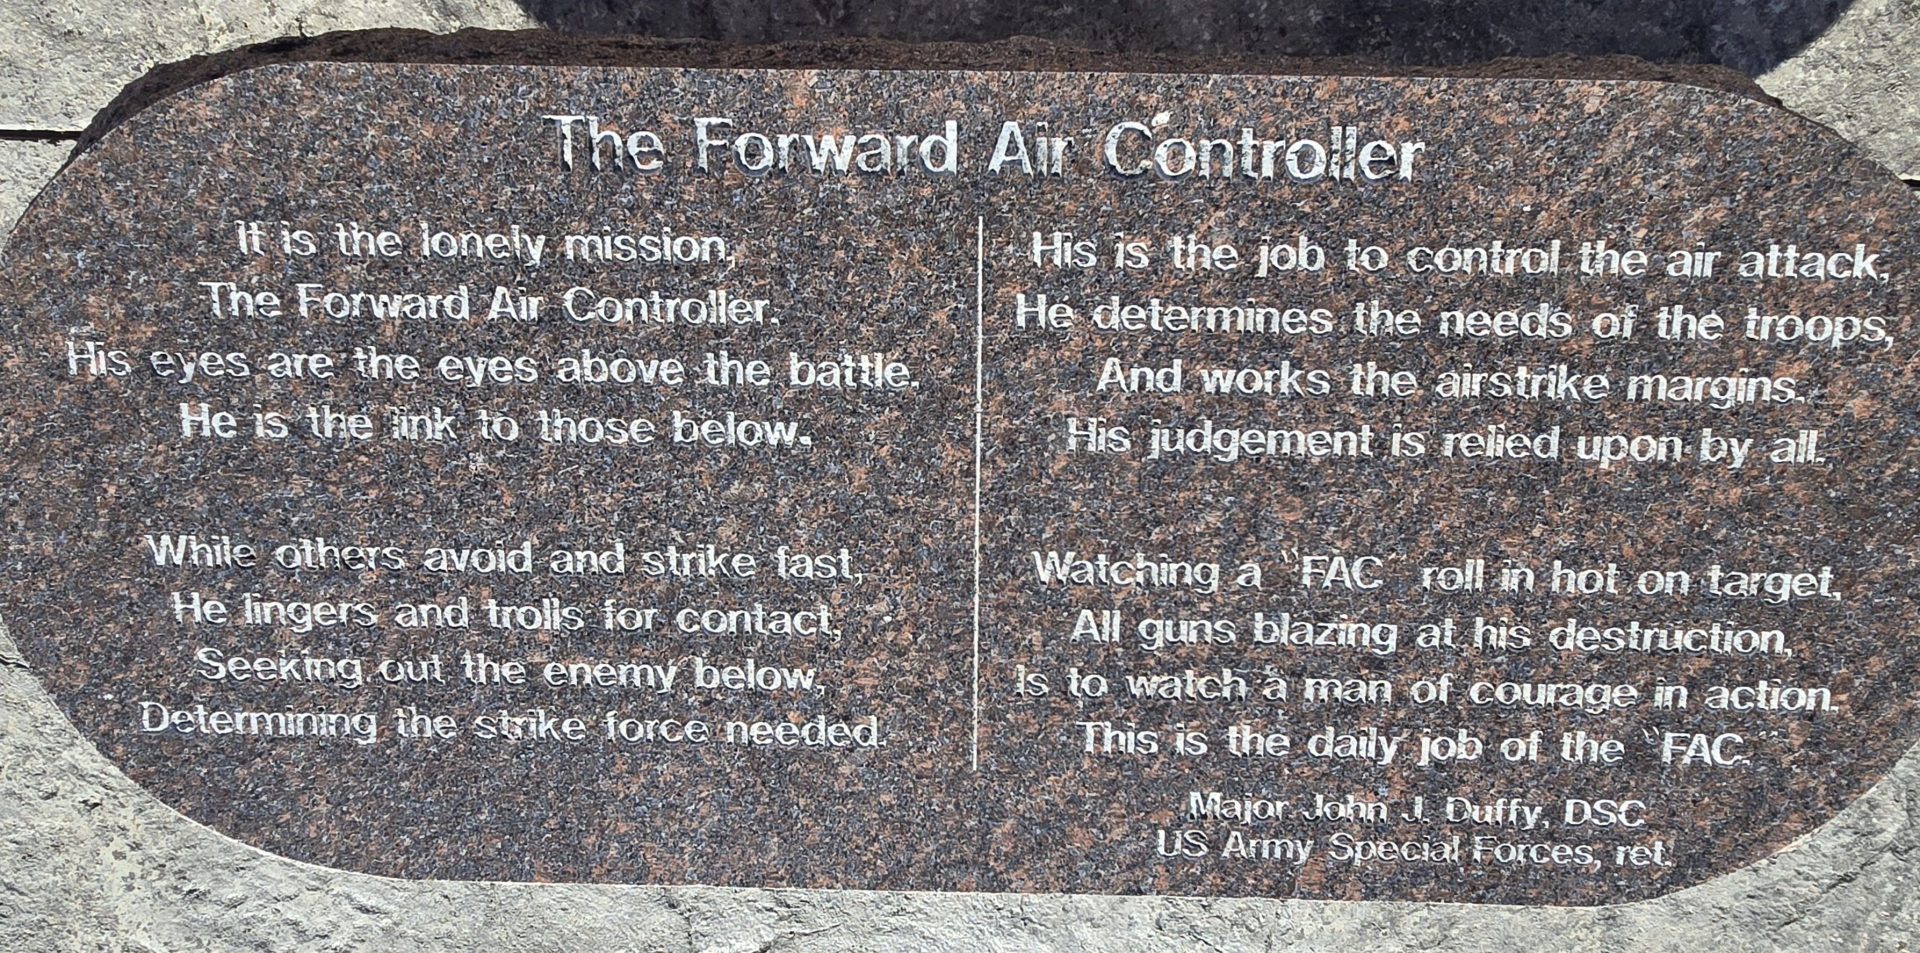 The Forward Air Controller
It is the lonely mission,
The Forward Air Controller.
His eyes are the eyes above the battle.
He is the link to those below.
While others avoid and strike fast,
He lingers and trolls for contact,
Seeking out the enemy below,
Determining the strike force needed.
His is the job to control the air attack,
He determines the needs of the troops,
And works the airstrike margins.
His judgement is relied upon by all.
Watching a "FAC" roll in hot on target,
All guns blazing at his destruction,
Is to watch a man of courage in action.
This is the daily job of the "FAC."
Major John J. Duffy, DSC
US Army Special Forces, ret.